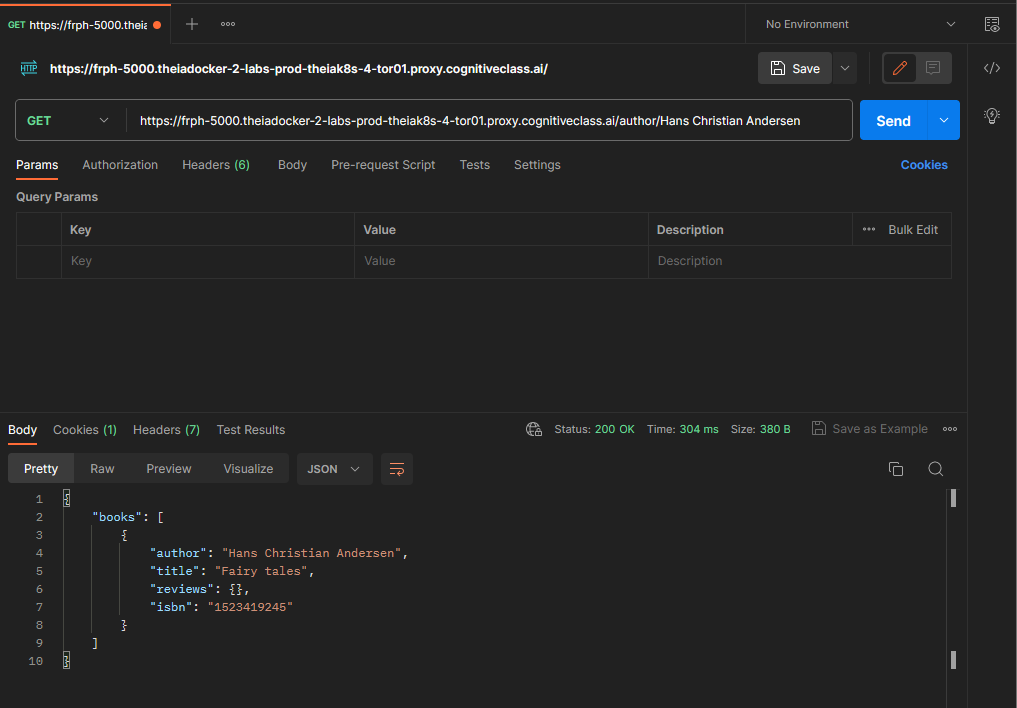 GET https://frph-5000.theia
No Environment
HTTP https://frph-5000.theiadocker-2-labs-prod-theiak8s-4-tor01.proxy.cognitiveclass.ai/
Save
GET https://frph-5000.theiadocker-2-labs-prod-theiak8s-4-tor01.proxy.cognitiveclass.ai/author/Hans Christian Andersen
Send
Params Authorization Headers (6) Body Pre-request Script Tests Settings Cookies
Query Params
Key Value Description Bulk Edit
Key Value Description
Body Cookies (1) Headers (7) Test Results Status: 200 OK Time: 304 ms Size: 380 B Save as Example
Pretty Raw Preview Visualize JSON
1 {
2 "books": [
3 {
4 "author": "Hans Christian Andersen",
5 "title": "Fairy tales",
6 "reviews": {},
7 "isbn": "1523419245"
8 }
9 ]
10 }